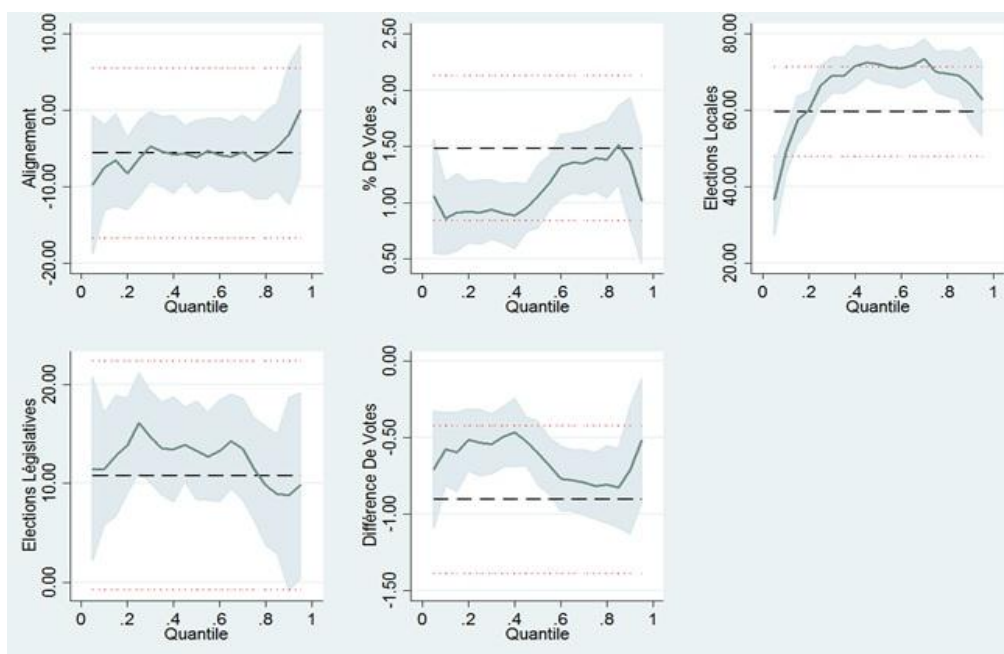 Alignement
-20.00 -10.00 0.00 10.00
0 .2 .4 .6 .8 1
Quantile
% De Votes
0.50 1.00 1.50 2.00 2.50
0 .2 .4 .6 .8 1
Quantile
Elections Locales
20.00 40.00 60.00 80.00
0 .2 .4 .6 .8 1
Quantile
Elections Législatives
0.00 10.00 20.00
0 .2 .4 .6 .8 1
Quantile
Différence De Votes
-1.50 -1.00 -0.50 0.00
0 .2 .4 .6 .8 1
Quantile